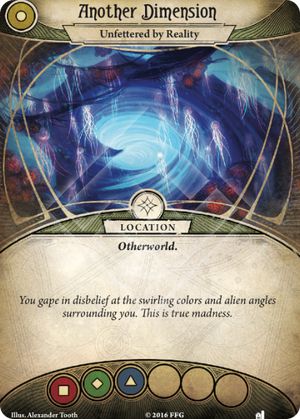 Another Dimension
Unfettered by Reality
LOCATION
Otherworld.
You gape in disbelief at the swirling colors and alien angles
surrounding you. This is true madness.
Illus. Alexander Tooth
© 2016 FFG